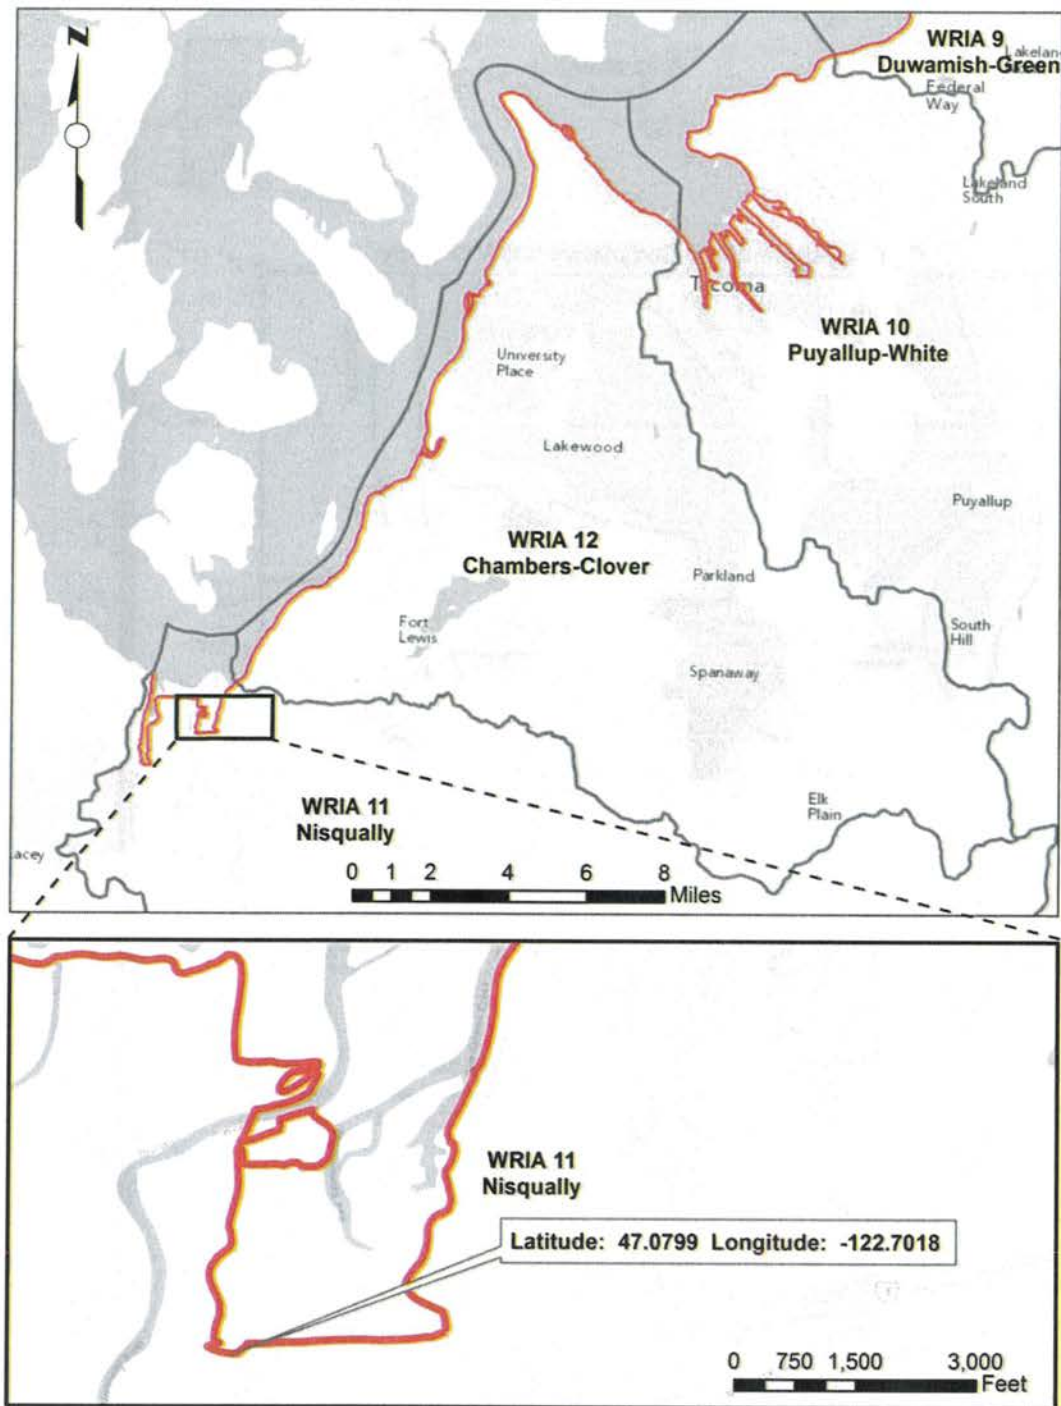 N
WRIA 9
Duwamish-Green
Federal
Way
Lakeland
South
Tacoma
WRIA 10
Puyallup-White
University
Place
Lakewood
Puyallup
WRIA 12
Chambers-Clover
Parkland
Fort
Lewis
South
Hill
Spanaway
WRIA 11
Nisqually
Elk
Plain
acey
0 1 2 4 6 8
Miles
WRIA 11
Nisqually
Latitude: 47.0799 Longitude: -122.7018
0 750 1,500 3,000
Feet